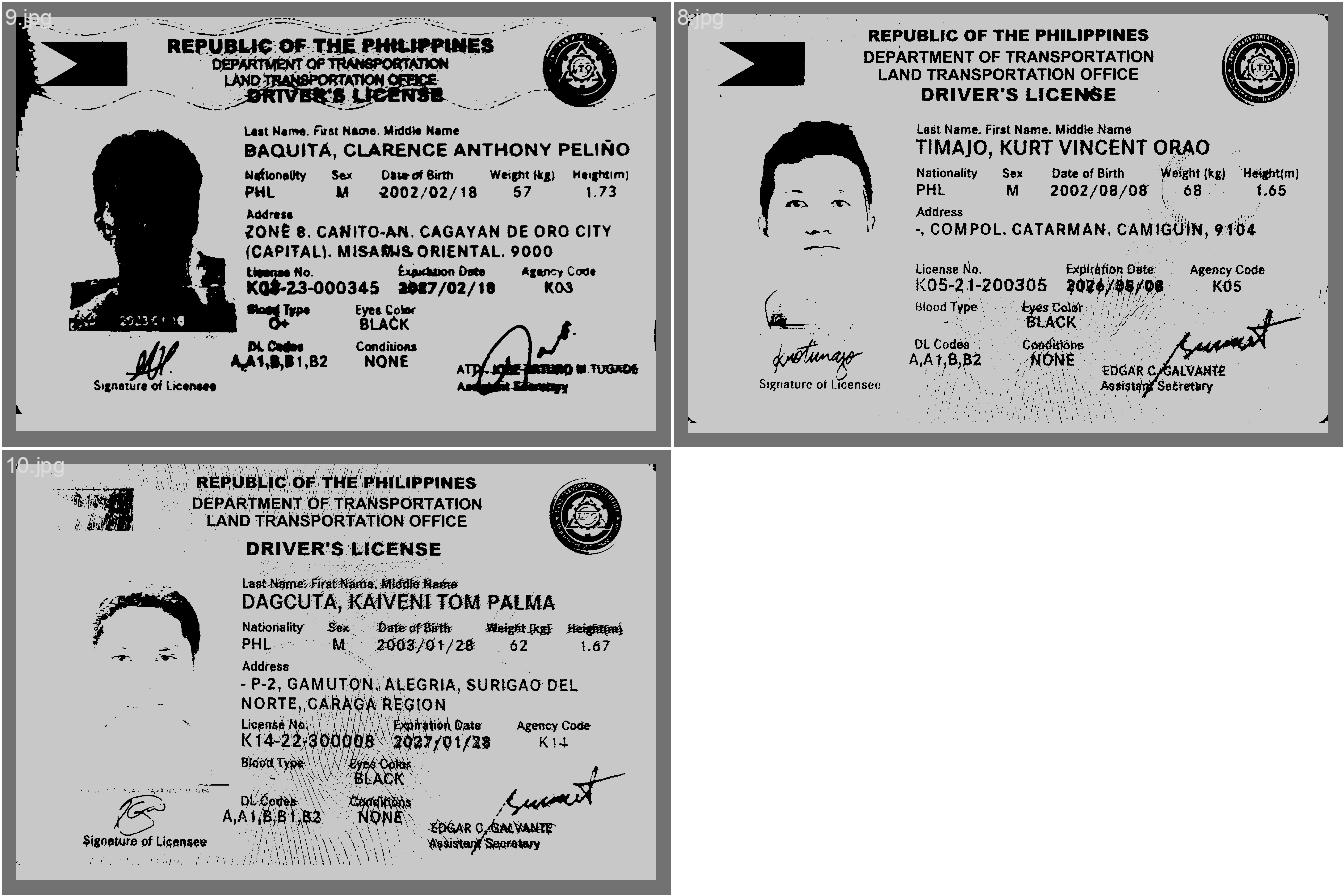 9.jpg
REPUBLIC OF THE PHILIPPINES
DEPARTMENT OF TRANSPORTATION
LAND TRANSPORTATION OFFICE
DRIVER'S LICENSE
LTO
Last Name, First Name, Middle Name
BAQUITA, CLARENCE ANTHONY PELIÑO
Nationality Sex Date of Birth Weight (kg) Height(m)
PHL M 2002/02/18 57 1.73
Address
ZONE 8, CANITO-AN, CAGAYAN DE ORO CITY
(CAPITAL), MISAMIS ORIENTAL, 9000
License No. Expiration Date Agency Code
K03-23-000345 2027/02/18 K03
Blood Type Eyes Color
O+ BLACK
DL Codes Conditions
A,A1,B,B1,B2 NONE
ATTY. JOSE ARTURO M. TUGADE
Signature of Licensee Assistant Secretary
8.jpg
REPUBLIC OF THE PHILIPPINES
DEPARTMENT OF TRANSPORTATION
LAND TRANSPORTATION OFFICE
DRIVER'S LICENSE
LTO
Last Name, First Name, Middle Name
TIMAJO, KURT VINCENT ORAO
Nationality Sex Date of Birth Weight (kg) Height(m)
PHL M 2002/08/08 68 1.65
Address
-, COMPOL, CATARMAN, CAMIGUIN, 9104
License No. Expiration Date Agency Code
K05-21-200305 2026/08/08 K05
Blood Type Eyes Color
BLACK
DL Codes Conditions
A,A1,B,B2 NONE
EDGAR C. GALVANTE
Signature of Licensee Assistant Secretary
10.jpg
REPUBLIC OF THE PHILIPPINES
DEPARTMENT OF TRANSPORTATION
LAND TRANSPORTATION OFFICE
DRIVER'S LICENSE
Last Name, First Name, Middle Name
DAGCUTA, KAIVENI TOM PALMA
Nationality Sex Date of Birth Weight (kg) Height(m)
PHL M 2003/01/28 62 1.67
Address
- P-2, GAMUTON, ALEGRIA, SURIGAO DEL
NORTE, CARAGA REGION
License No. Expiration Date Agency Code
K14-22-300008 2027/01/28 K14
Blood Type Eyes Color
BLACK
DL Codes Conditions
A,A1,B,B1,B2 NONE
EDGAR C. GALVANTE
Signature of Licensee Assistant Secretary